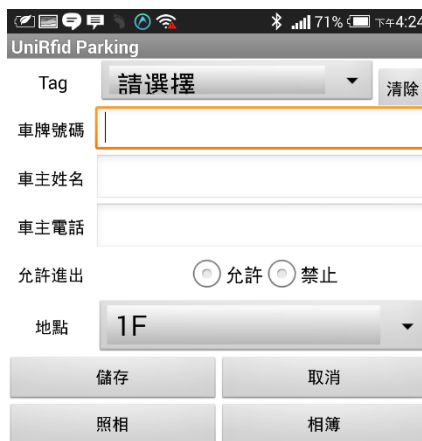 71% 下午4:24
UniRfid Parking
Tag 請選擇 清除
車牌號碼
車主姓名
車主電話
允許進出 允許 禁止
地點 1F
儲存 取消
照相 相簿